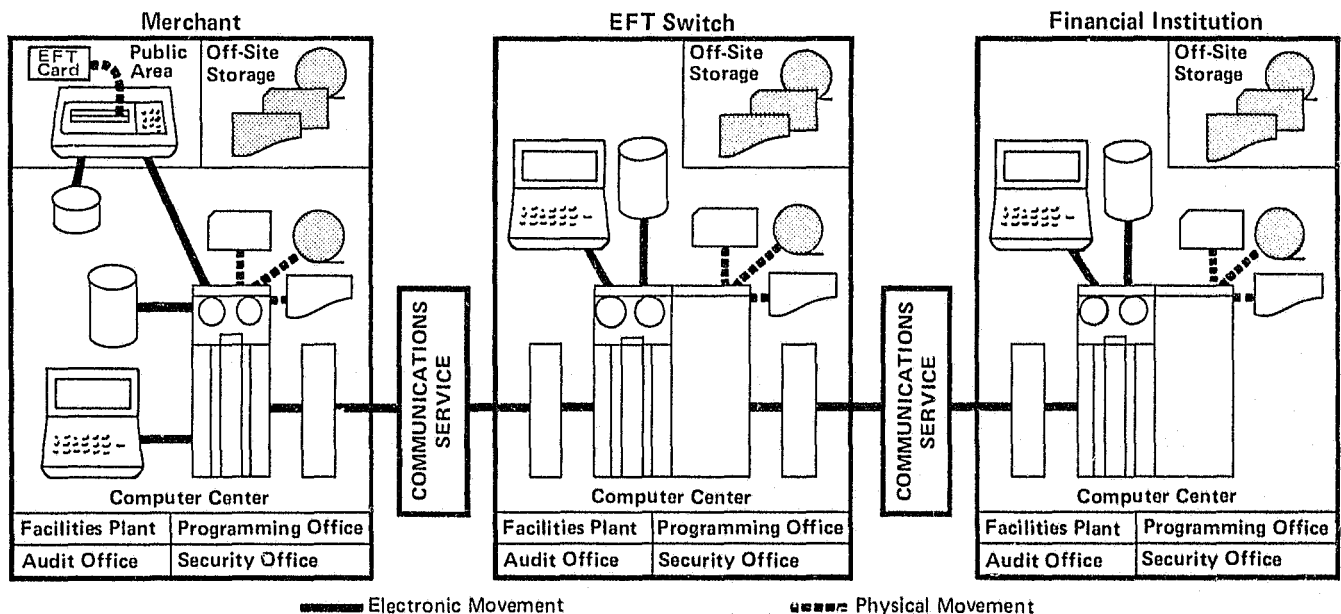 Merchant
EFT Card
Public Area
Off-Site Storage
Computer Center
Facilities Plant
Programming Office
Audit Office
Security Office
COMMUNICATIONS SERVICE
EFT Switch
Off-Site Storage
Computer Center
Facilities Plant
Programming Office
Audit Office
Security Office
COMMUNICATIONS SERVICE
Financial Institution
Off-Site Storage
Computer Center
Facilities Plant
Programming Office
Audit Office
Security Office
Electronic Movement
Physical Movement